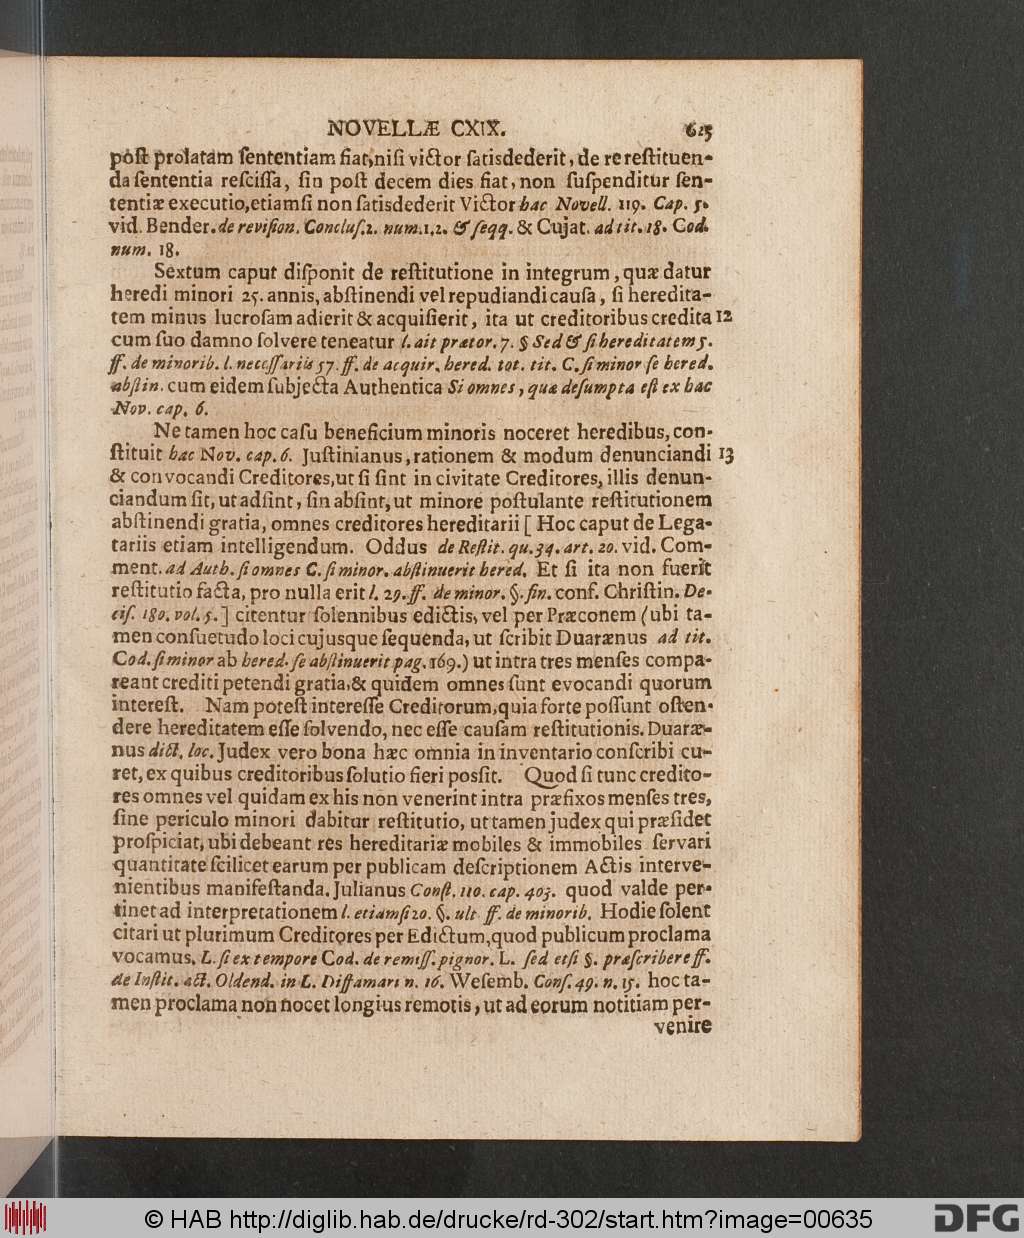 NOVELLÆ CXIX. 625
poſt prolatam ſententiam fiat, niſi victor ſatisdederit, de re reſtituen-
da ſententia reſciſſa, ſin poſt decem dies fiat, non ſuſpenditur ſen-
tentiæ executio, etiamſi non ſatisdederit Victor hac Novell. 119. Cap. 5.
vid. Bender. de reviſion. Concluſ. 2. num. 1. 2. & ſeqq. & Cujat. ad tit. 18. Cod.
num. 18.
Sextum caput diſponit de reſtitutione in integrum, quæ datur
heredi minori 25. annis, abſtinendi vel repudiandi cauſa, ſi heredita-
tem minus lucroſam adierit & acquiſierit, ita ut creditoribus credita 12
cum ſuo damno ſolvere teneatur l. ait prætor. 7. § Sed & ſi hereditatem 5.
ff. de minorib. l. neceſſariis 57. ff. de acquir. hered. tot. tit. C. ſi minor ſe hered.
abſtin. cum eidem ſubjecta Authentica Si omnes, quæ deſumpta eſt ex hac
Nov. cap. 6.
Ne tamen hoc caſu beneficium minoris noceret heredibus, con-
ſtituit hac Nov. cap. 6. Juſtinianus, rationem & modum denunciandi 13
& convocandi Creditores, ut ſi ſint in civitate Creditores, illis denun-
ciandum ſit, ut adſint, ſin abſint, ut minore poſtulante reſtitutionem
abſtinendi gratia, omnes creditores hereditarii [ Hoc caput de Lega-
tariis etiam intelligendum. Oddus de Reſtit. qu. 34. art. 20. vid. Com-
ment. ad Auth. ſi omnes C. ſi minor. abſtinuerit hered. Et ſi ita non fuerit
reſtitutio facta, pro nulla erit l. 29. ff. de minor. §. fin. conf. Chriſtin. De-
ciſ. 180. vol. 5. ] citentur ſolennibus edictis, vel per Præconem (ubi ta-
men conſuetudo loci cujusque ſequenda, ut ſcribit Duarænus ad tit.
Cod. ſi minor ab hered. ſe abſtinuerit pag. 169.) ut intra tres menſes compa-
reant crediti petendi gratia, & quidem omnes ſunt evocandi quorum
intereſt. Nam poteſt intereſſe Creditorum, quia forte poſſunt oſten-
dere hereditatem eſſe ſolvendo, nec eſſe cauſam reſtitutionis. Duaræ-
nus dict. loc. Judex vero bona hæc omnia in inventario conſcribi cu-
ret, ex quibus creditoribus ſolutio fieri posſit. Quod ſi tunc credito-
res omnes vel quidam ex his non venerint intra præfixos menſes tres,
ſine periculo minori dabitur reſtitutio, ut tamen judex qui præſidet
proſpiciat, ubi debeant res hereditariæ mobiles & immobiles ſervari
quantitate ſcilicet earum per publicam deſcriptionem Actis interve-
nientibus manifeſtanda. Julianus Conſt. 110. cap. 403. quod valde per-
tinet ad interpretationem l. etiamſi 20. §. ult ff. de minorib. Hodie ſolent
citari ut plurimum Creditores per Edictum, quod publicum proclama
vocamus, L. ſi ex tempore Cod. de remiſſ. pignor. L. ſed etſi §. præſcribere ff.
de Inſtit. act. Oldend. in L. Diffamari n. 16. Weſemb. Conſ. 49. n. 15. hoc ta-
men proclama non nocet longius remotis, ut ad eorum notitiam per-
venire
© HAB http://diglib.hab.de/drucke/rd-302/start.htm?image=00635
DFG